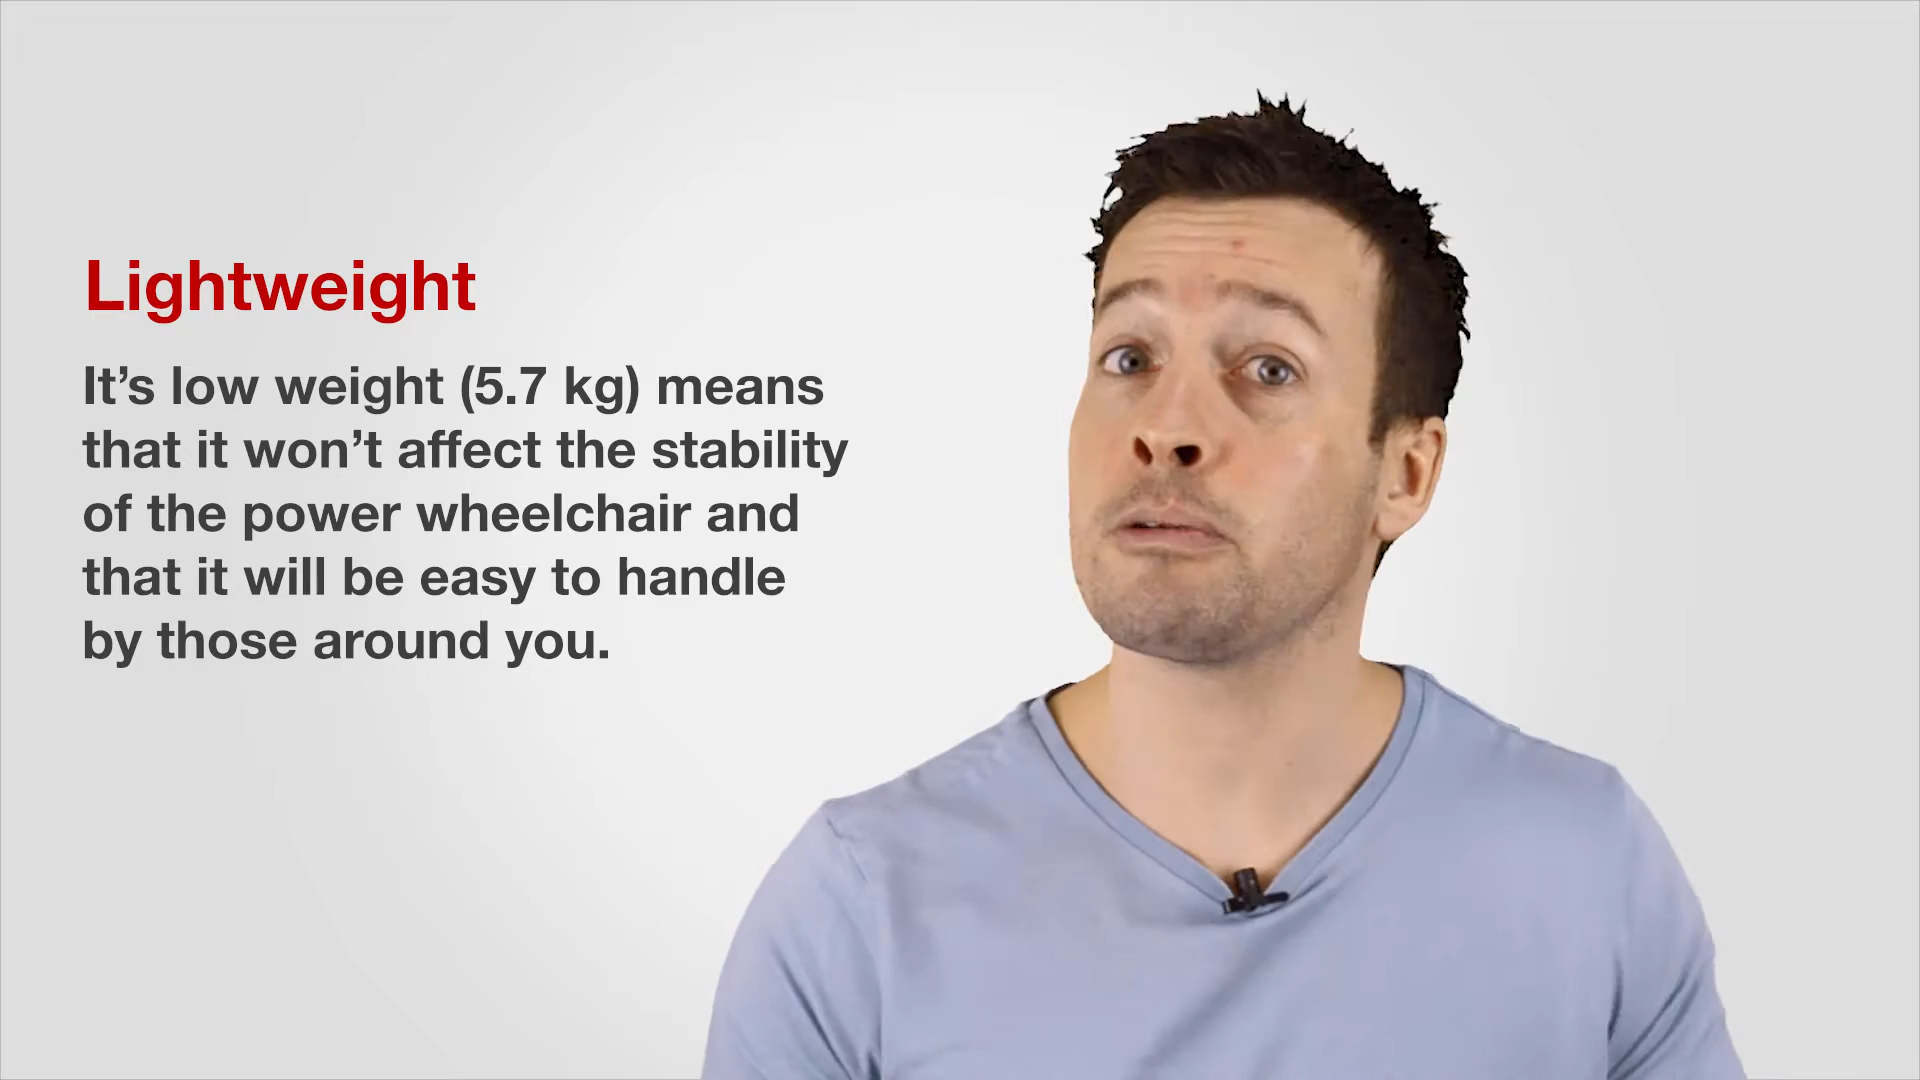 Lightweight
It’s low weight (5.7 kg) means
that it won’t affect the stability
of the power wheelchair and
that it will be easy to handle
by those around you.